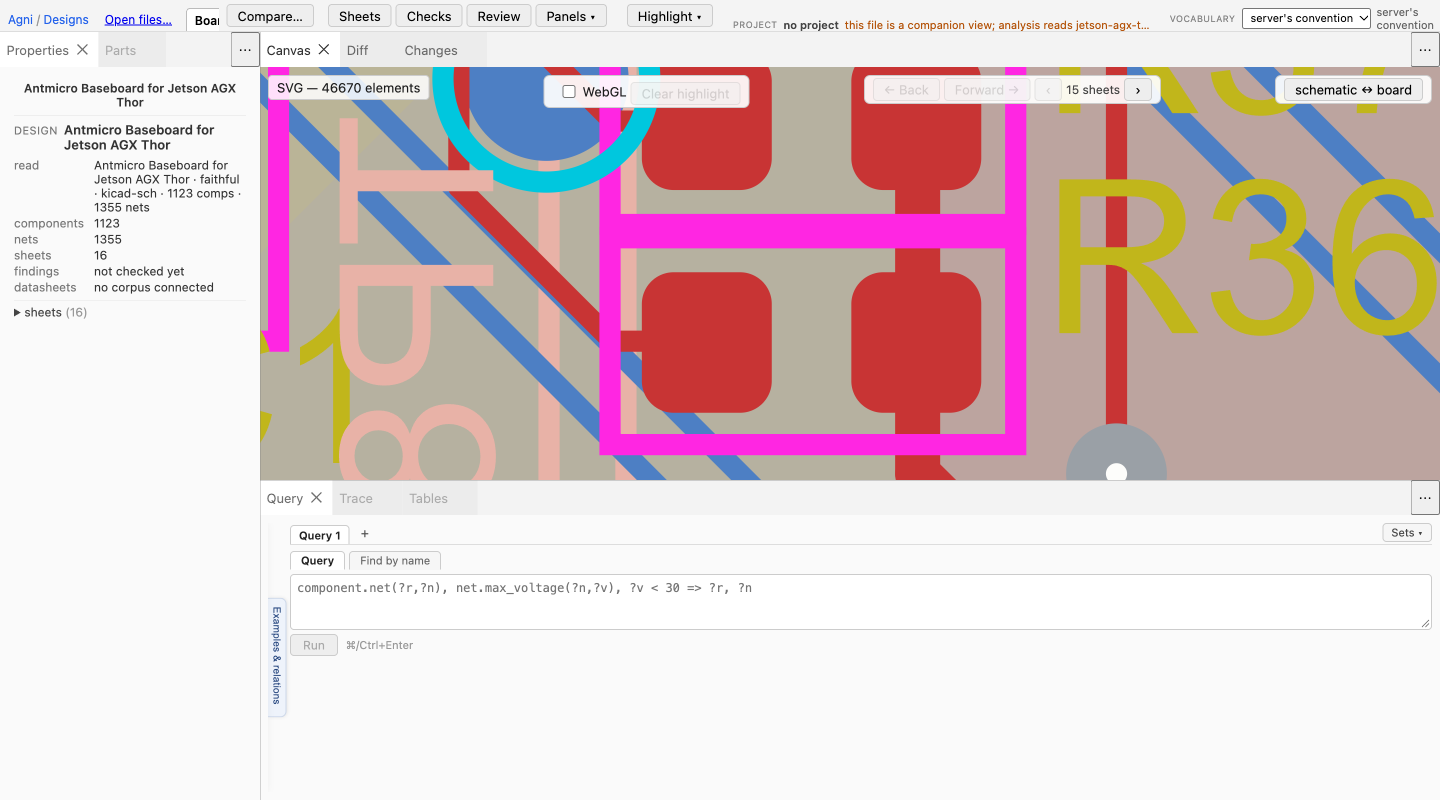 Agni / Designs
Open files...
Boar
Compare...
Sheets
Checks
Review
Panels ▾
Highlight ▾
PROJECT no project this file is a companion view; analysis reads jetson-agx-t...
VOCABULARY
server's convention
server's
convention
Properties
Parts
...
Canvas
Diff
Changes
...
Antmicro Baseboard for Jetson AGX
Thor
DESIGN Antmicro Baseboard for
Jetson AGX Thor
read Antmicro Baseboard for
Jetson AGX Thor · faithful
· kicad-sch · 1123 comps ·
1355 nets
components 1123
nets 1355
sheets 16
findings not checked yet
datasheets no corpus connected
▶ sheets (16)
SVG — 46670 elements
WebGL
Clear highlight
← Back
Forward →
‹
15 sheets
›
schematic ↔ board
R36
Query
Trace
Tables
...
Query 1
+
Sets ▾
Query
Find by name
component.net(?r,?n), net.max_voltage(?n,?v), ?v < 30 => ?r, ?n
Run
⌘/Ctrl+Enter
Examples & relations